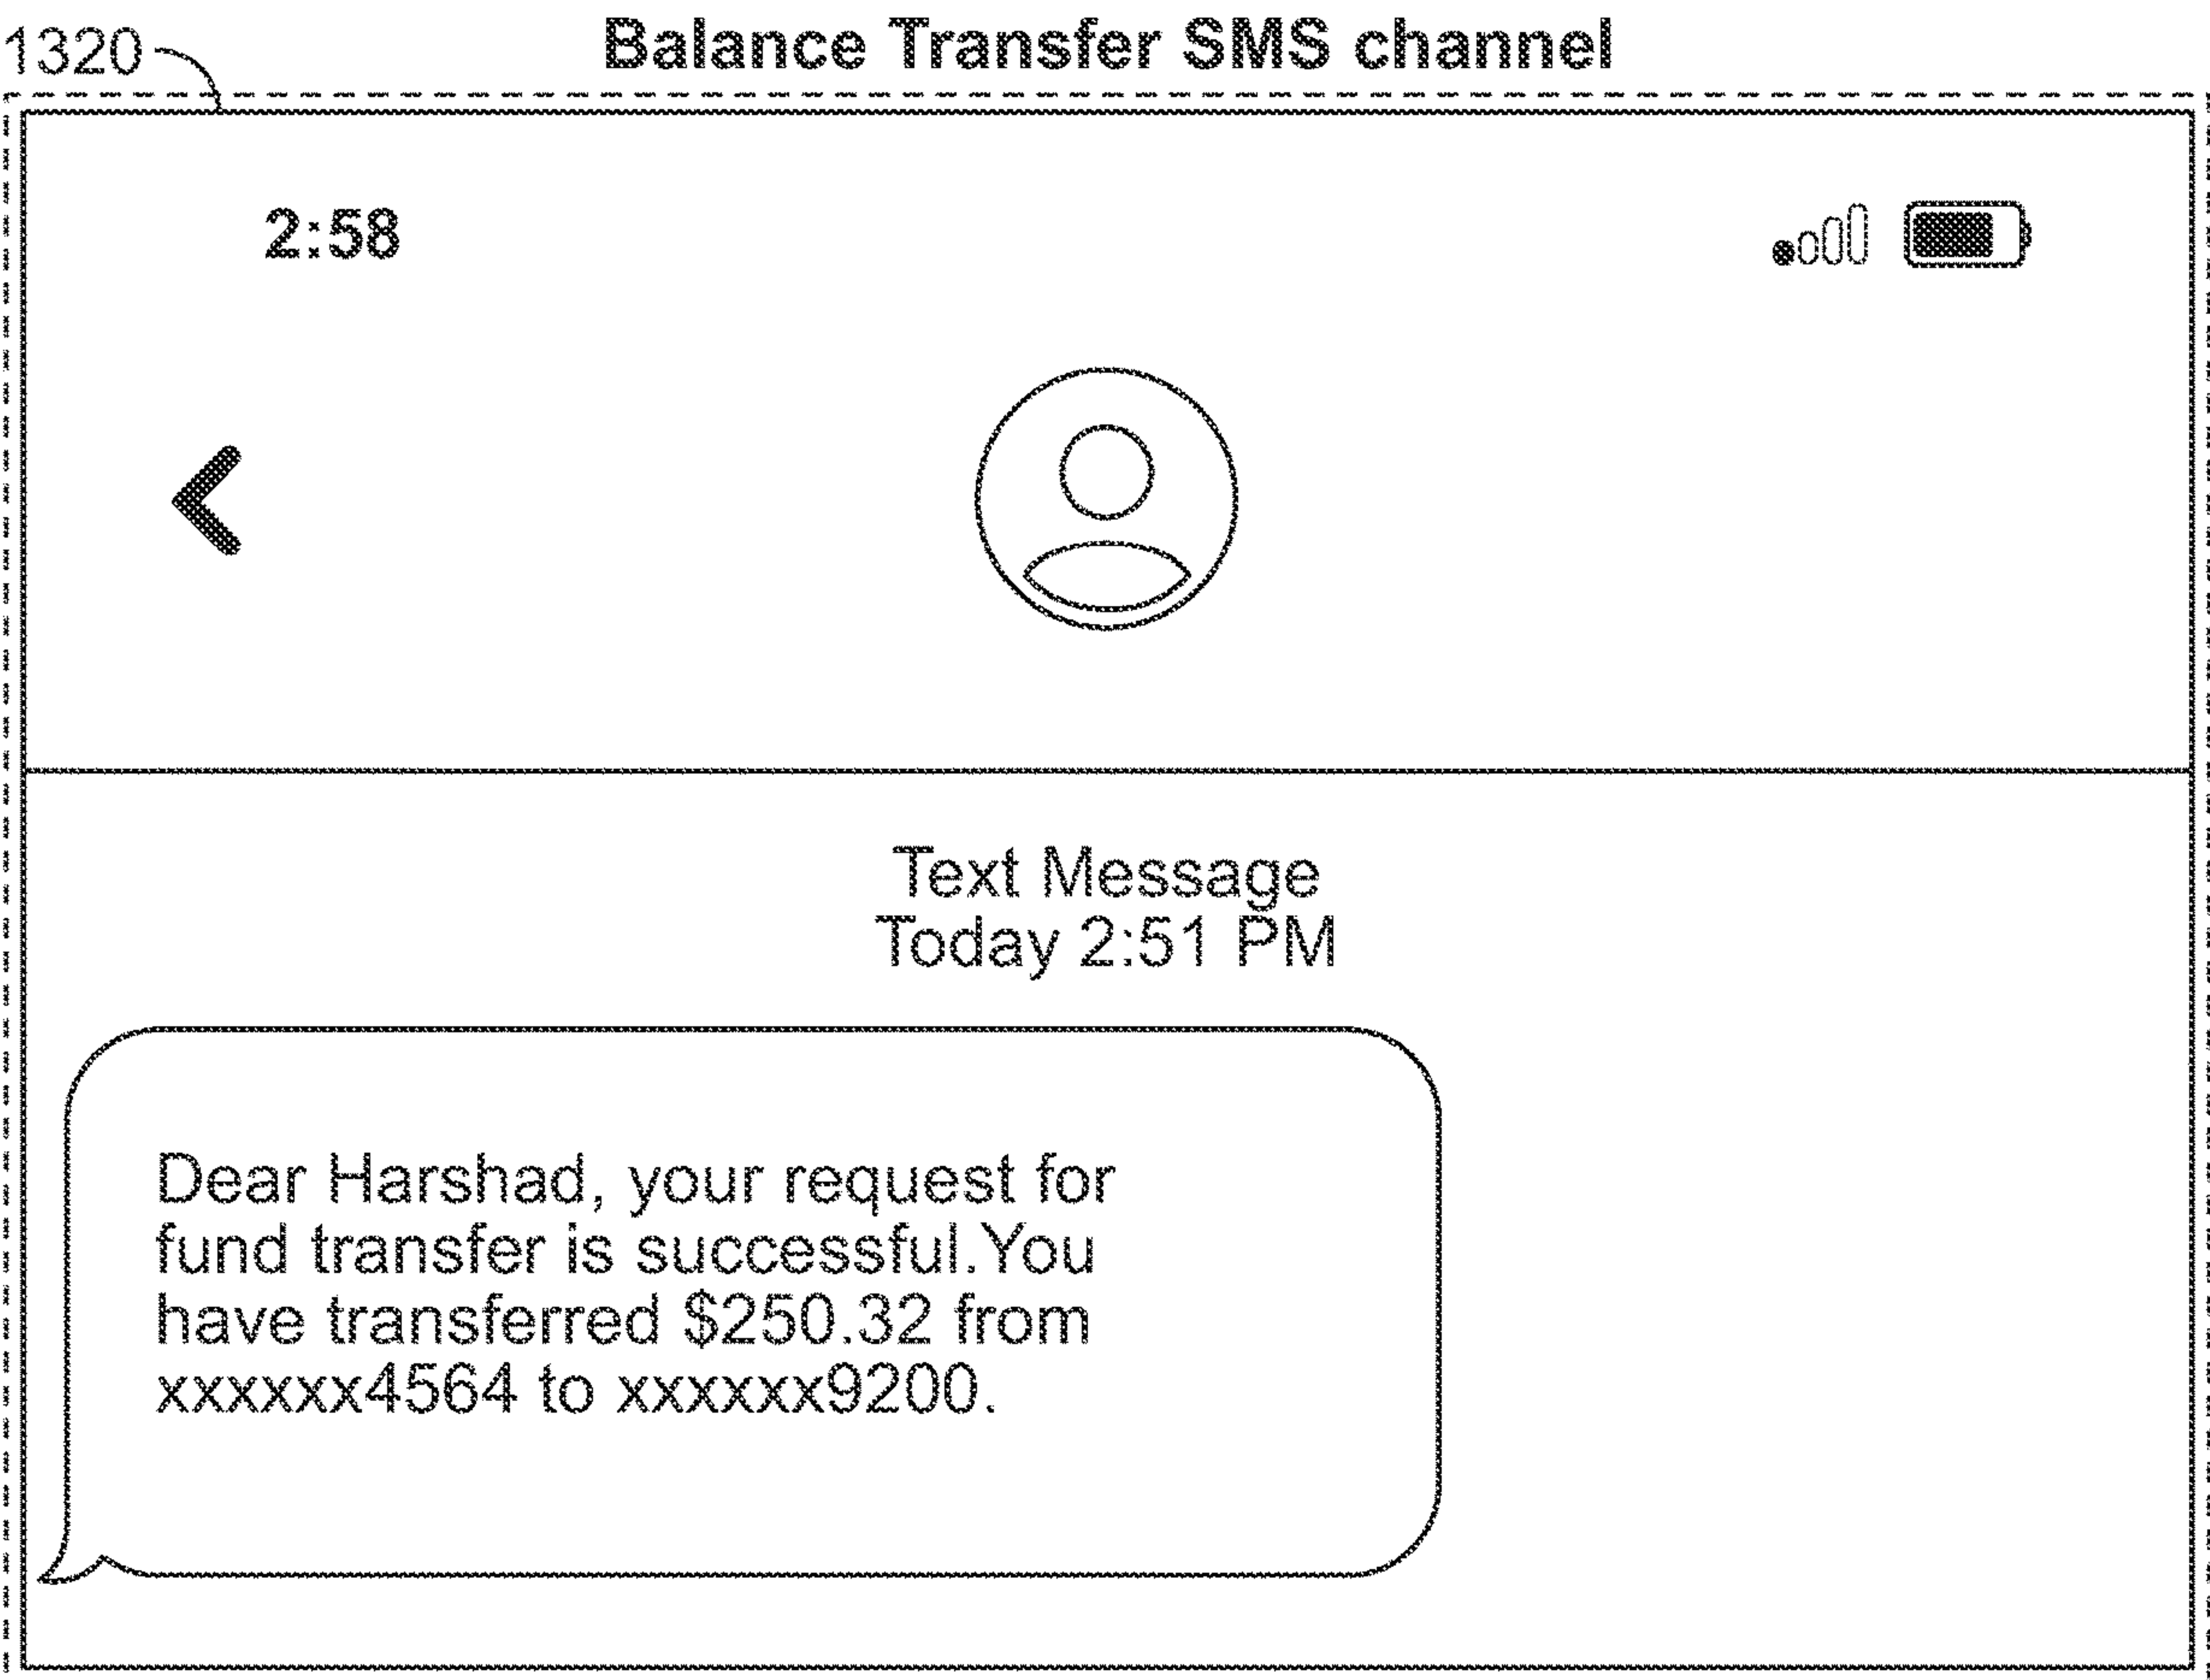 1320
Balance Transfer SMS channel
2:58
Text Message
Today 2:51 PM
Dear Harshad, your request for
fund transfer is successful.You
have transferred $250.32 from
xxxxxx4564 to xxxxxx9200.